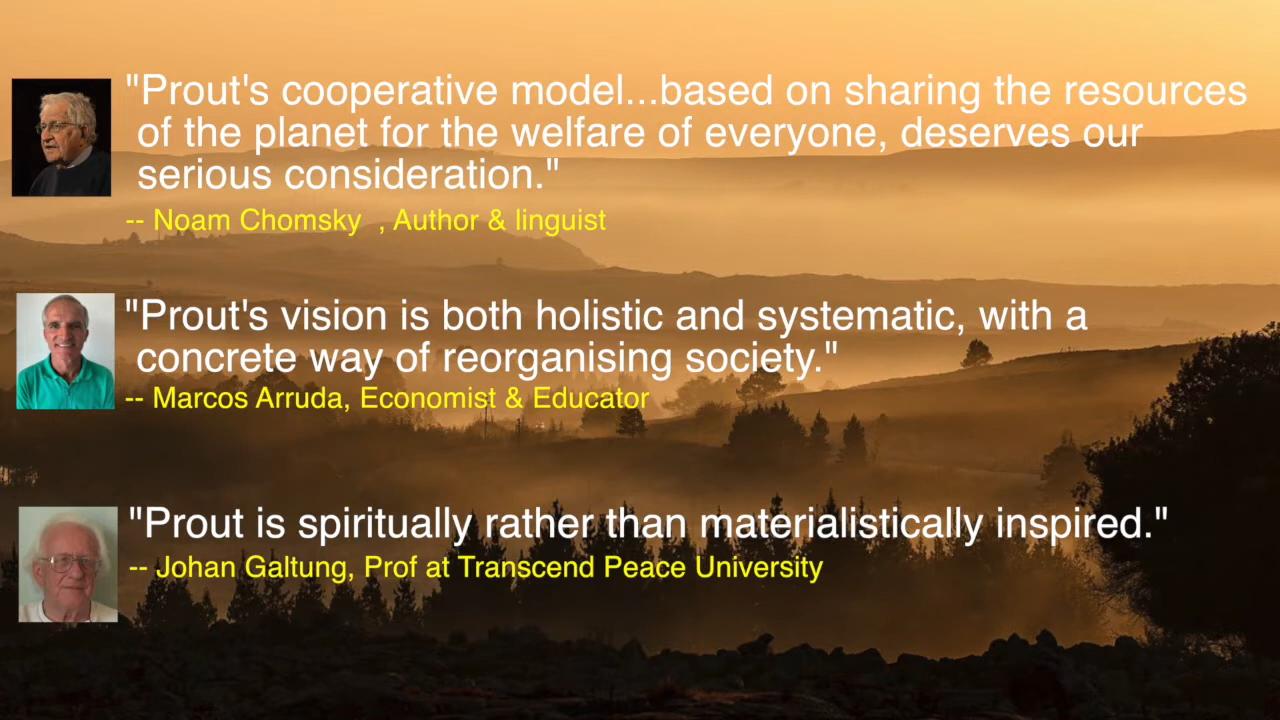 "Prout's cooperative model...based on sharing the resources
of the planet for the welfare of everyone, deserves our
serious consideration."
-- Noam Chomsky , Author & linguist
"Prout's vision is both holistic and systematic, with a
concrete way of reorganising society."
-- Marcos Arruda, Economist & Educator
"Prout is spiritually rather than materialistically inspired."
-- Johan Galtung, Prof at Transcend Peace University